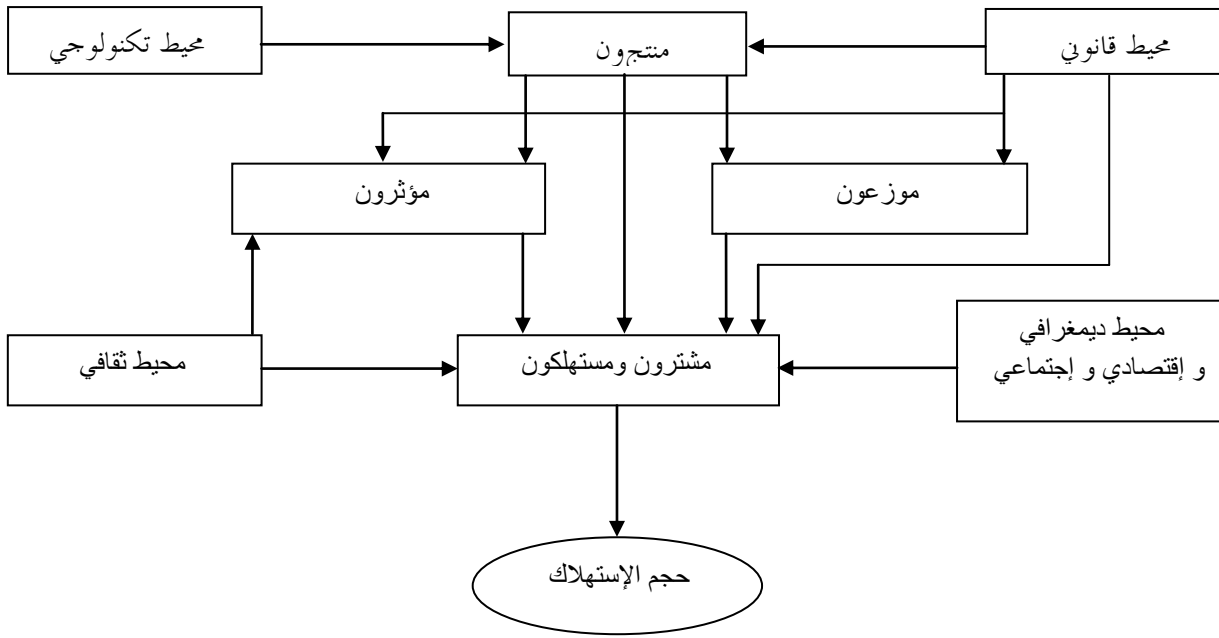 محيط قانوني
منتجون
محيط تكنولوجي
موزعون
مؤثرون
محيط ديمغرافي
و إقتصادي و إجتماعي
مشترون ومستهلكون
محيط ثقافي
حجم الإستهلاك